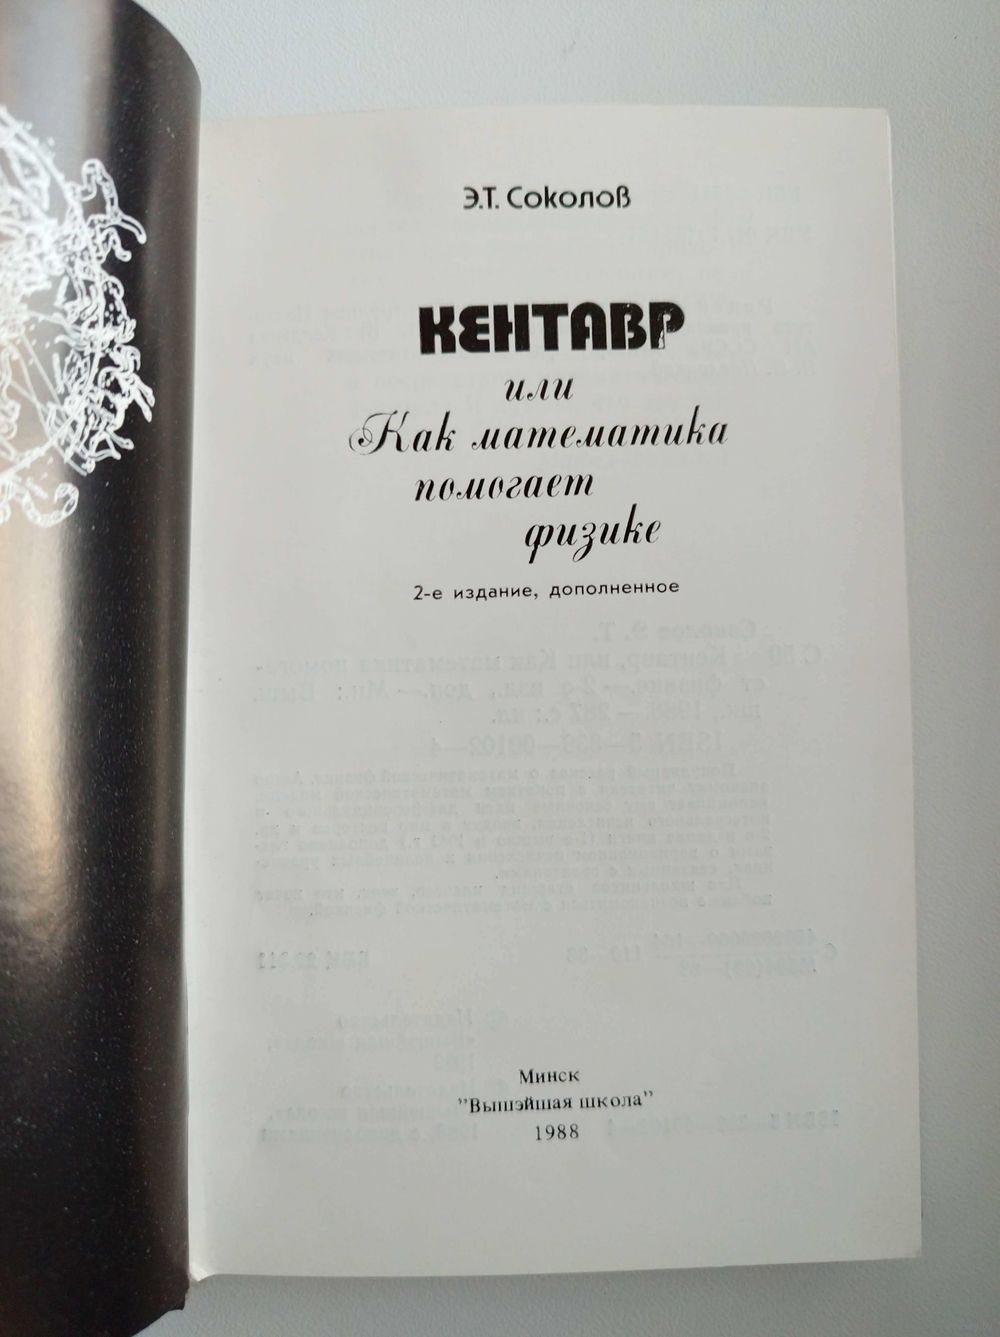 Э.Т. Соколов
КЕНТАВР
или
Как математика
помогает
физике
2-е издание, дополненное
Минск
"Вышэйшая школа"
1988